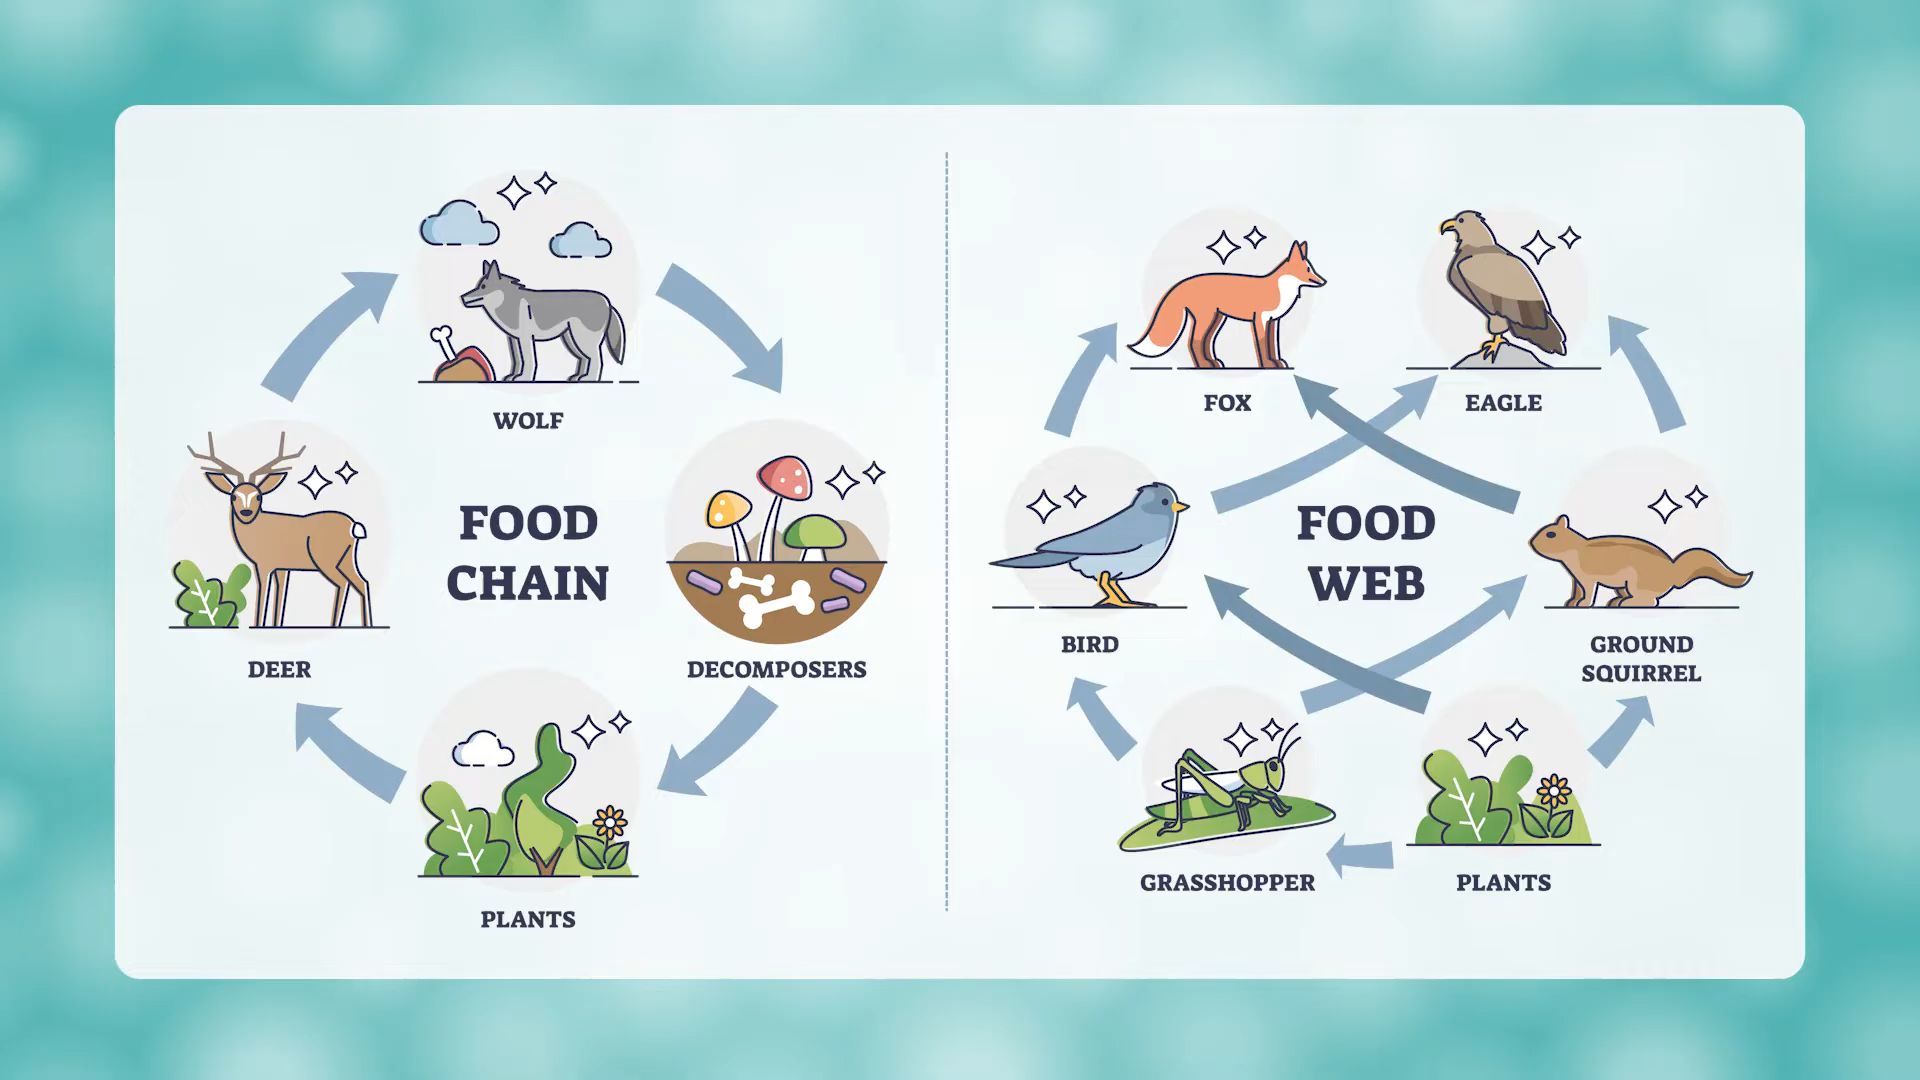 WOLF
FOOD
CHAIN
DEER
DECOMPOSERS
PLANTS
FOX
EAGLE
FOOD
WEB
BIRD
GROUND
SQUIRREL
GRASSHOPPER
PLANTS